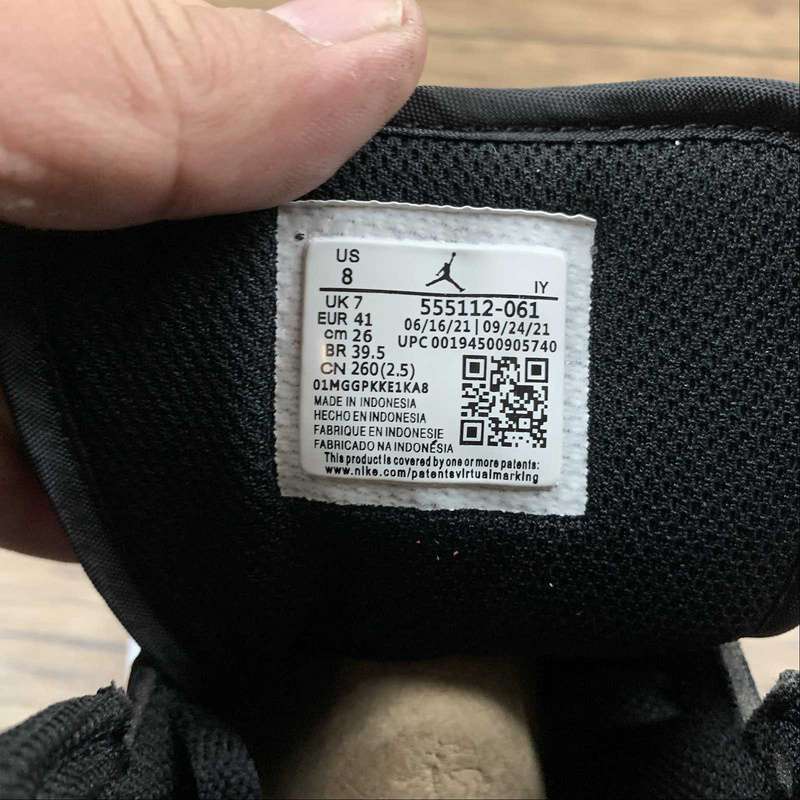 US
8
IY
UK 7
EUR 41
cm 26
BR 39.5
CN 260(2.5)
555112-061
06/16/21 | 09/24/21
UPC 00194500905740
01MGGPKKE1KA8
MADE IN INDONESIA
HECHO EN INDONESIA
FABRIQUE EN INDONESIE
FABRICADO NA INDONÉSIA
This product is covered by one or more patents:
www.nike.com/patentsvirtualmarking